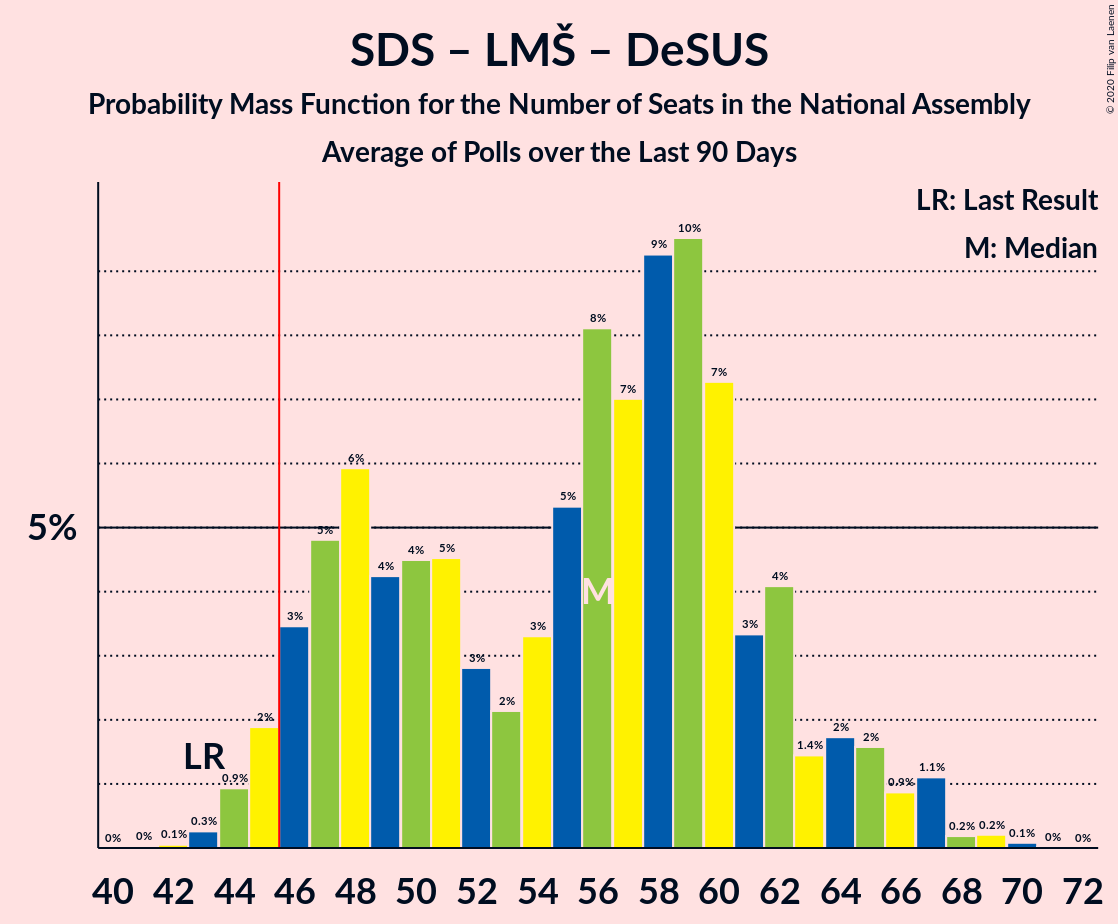 SDS – LMŠ – DeSUS
Probability Mass Function for the Number of Seats in the National Assembly
Average of Polls over the Last 90 Days
© 2020 Filip van Laenen
LR: Last Result
M: Median
5%
LR
M
0% 0% 0.1% 0.3% 0.9% 2% 3% 5% 6% 4% 4% 5% 3% 2% 3% 5% 8% 7% 9% 10% 7% 3% 4% 1.4% 2% 2% 0.9% 1.1% 0.2% 0.2% 0.1% 0% 0%
40 42 44 46 48 50 52 54 56 58 60 62 64 66 68 70 72